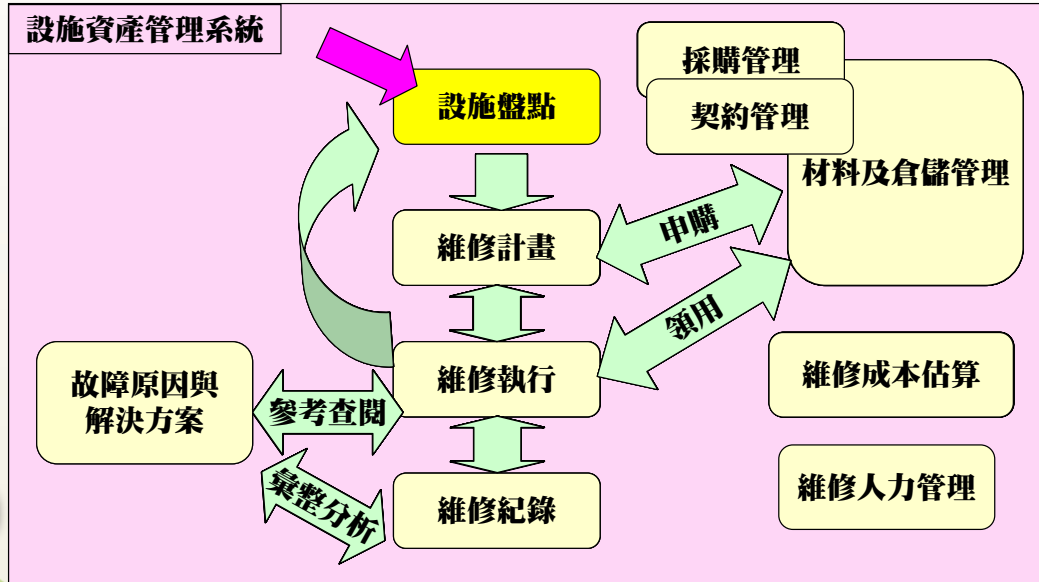 設施資產管理系統
設施盤點
採購管理
契約管理
材料及倉儲管理
維修計畫
申購
領用
維修執行
故障原因與
解決方案
參考查閱
彙整分析
維修紀錄
維修成本估算
維修人力管理